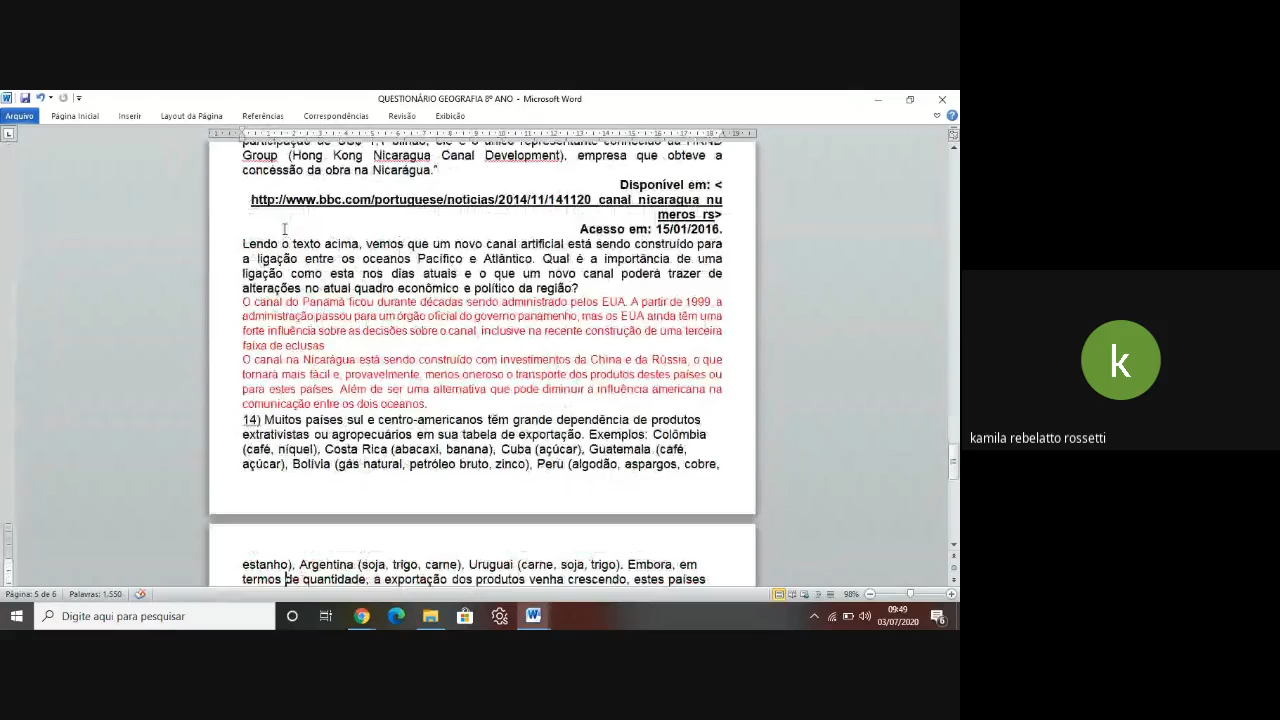 QUESTIONÁRIO GEOGRAFIA 8º ANO - Microsoft Word
Arquivo Página Inicial Inserir Layout da Página Referências Correspondências Revisão Exibição
participação de US$
Group (Hong Kong Nicaragua Canal Development), empresa que obteve a
concessão da obra na Nicarágua."
Disponível em: <
http://www.bbc.com/portuguese/noticias/2014/11/141120_canal_nicaragua_nu
meros_rs>
Acesso em: 15/01/2016.
Lendo o texto acima, vemos que um novo canal artificial está sendo construído para
a ligação entre os oceanos Pacífico e Atlântico. Qual é a importância de uma
ligação como esta nos dias atuais e o que um novo canal poderá trazer de
alterações no atual quadro econômico e político da região?
O canal do Panamá ficou durante décadas sendo administrado pelos EUA. A partir de 1999, a
administração passou para um órgão oficial do governo panamenho, mas os EUA ainda têm uma
forte influência sobre as decisões sobre o canal, inclusive na recente construção de uma terceira
faixa de eclusas
O canal na Nicarágua está sendo construído com investimentos da China e da Rússia, o que
tornará mais fácil e, provavelmente, menos oneroso o transporte dos produtos destes países ou
para estes países. Além de ser uma alternativa que pode diminuir a influência americana na
comunicação entre os dois oceanos.
14) Muitos países sul e centro-americanos têm grande dependência de produtos
extrativistas ou agropecuários em sua tabela de exportação. Exemplos: Colômbia
(café, níquel), Costa Rica (abacaxi, banana), Cuba (açúcar), Guatemala (café,
açúcar), Bolívia (gás natural, petróleo bruto, zinco), Peru (algodão, aspargos, cobre,
estanho), Argentina (soja, trigo, carne), Uruguai (carne, soja, trigo). Embora, em
termos de quantidade, a exportação dos produtos venha crescendo, estes países
Página: 5 de 6 Palavras: 1.550 98%
Digite aqui para pesquisar
09:49
03/07/2020
6
k
kamila rebelatto rossetti